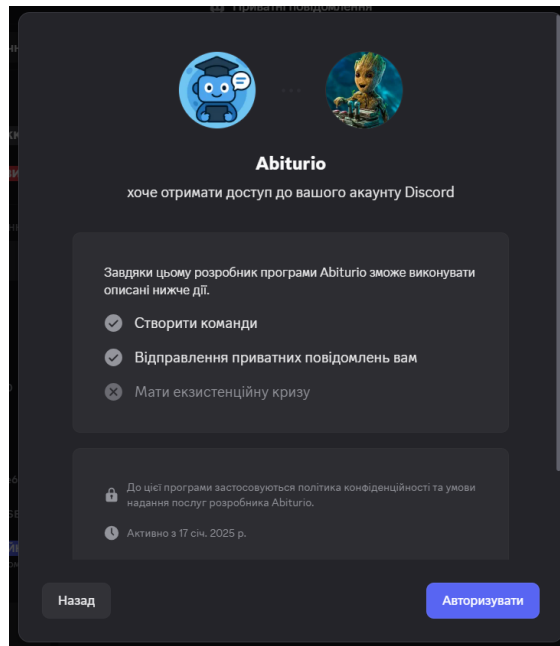 Приватні повідомлення
Abiturio
хоче отримати доступ до вашого акаунту Discord
Завдяки цьому розробник програми Abiturio зможе виконувати
описані нижче дії.
Створити команди
Відправлення приватних повідомлень вам
Мати екзистенційну кризу
До цієї програми застосовуються політика конфіденційності та умови
надання послуг розробника Abiturio.
Активно з 17 січ. 2025 р.
Назад
Авторизувати